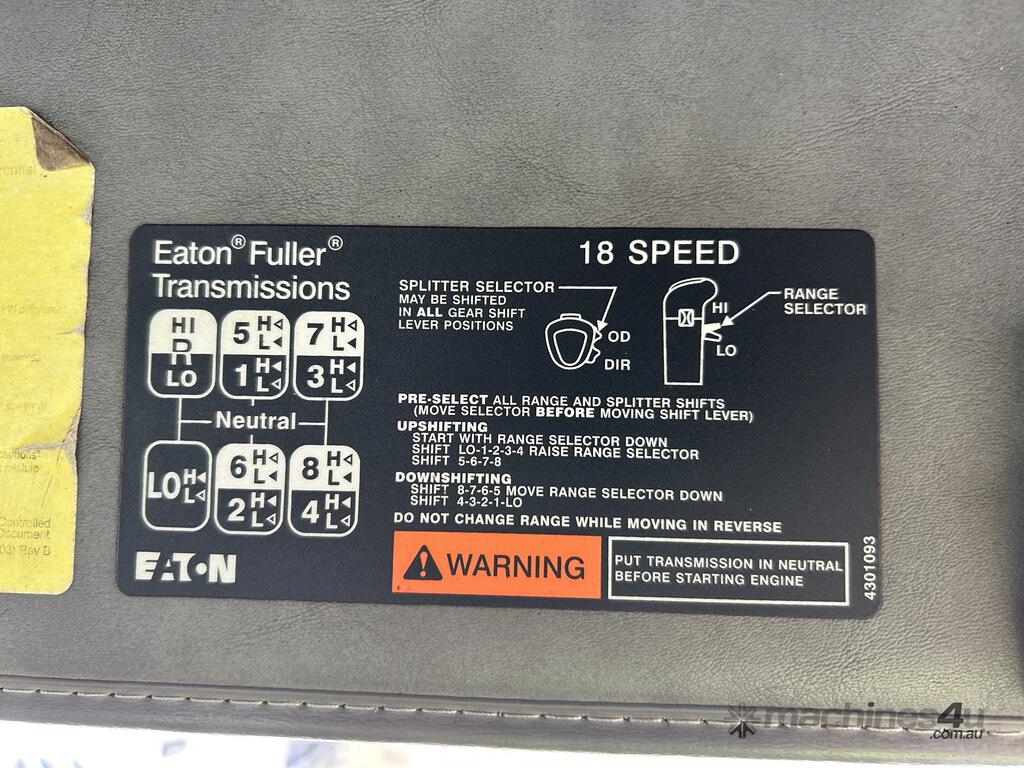 Eaton® Fuller®
Transmissions
HI
R
LO
5 H L
1 H L
7 H L
3 H L
Neutral
LO H L
6 H L
2 H L
8 H L
4 H L
EATON
18 SPEED
SPLITTER SELECTOR
MAY BE SHIFTED
IN ALL GEAR SHIFT
LEVER POSITIONS
OD
DIR
HI
LO
RANGE
SELECTOR
PRE-SELECT ALL RANGE AND SPLITTER SHIFTS
(MOVE SELECTOR BEFORE MOVING SHIFT LEVER)
UPSHIFTING
START WITH RANGE SELECTOR DOWN
SHIFT LO-1-2-3-4 RAISE RANGE SELECTOR
SHIFT 5-6-7-8
DOWNSHIFTING
SHIFT 8-7-6-5 MOVE RANGE SELECTOR DOWN
SHIFT 4-3-2-1-LO
DO NOT CHANGE RANGE WHILE MOVING IN REVERSE
WARNING
PUT TRANSMISSION IN NEUTRAL
BEFORE STARTING ENGINE
4301093
Controlled
Document
03) Rev B
machines4u
.com.au